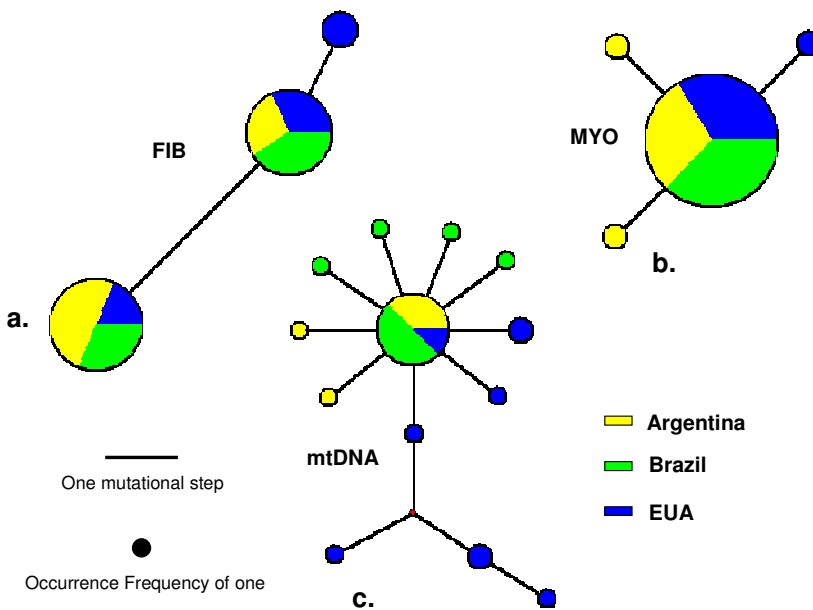 FIB
MYO
b.
a.
mtDNA
Argentina
Brazil
EUA
One mutational step
Occurrence Frequency of one
c.